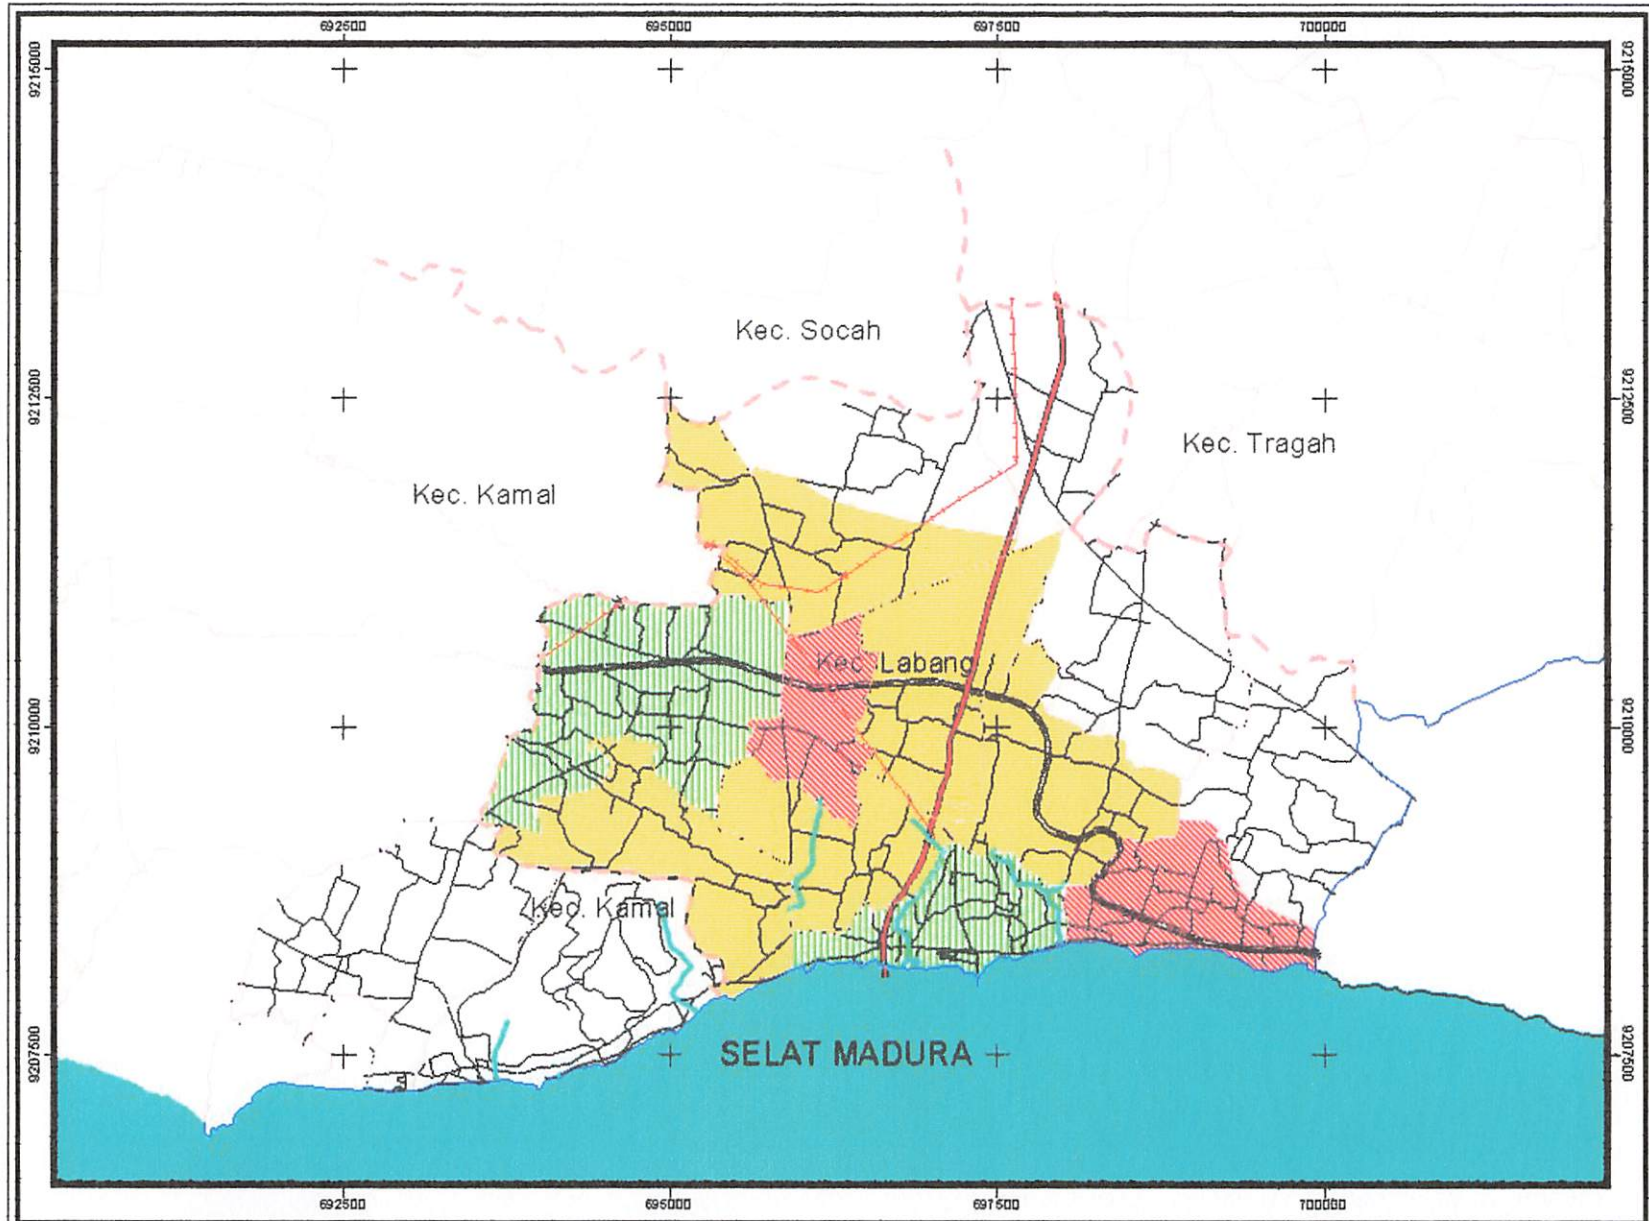 692500 695000 697500 700000
9215000 9215000
Kec. Socah
9212500 9212500
Kec. Tragah
Kec. Kamal
Kec. Labang
9210000 9210000
Kec. Kamal
SELAT MADURA
9207500 9207500
692500 695000 697500 700000